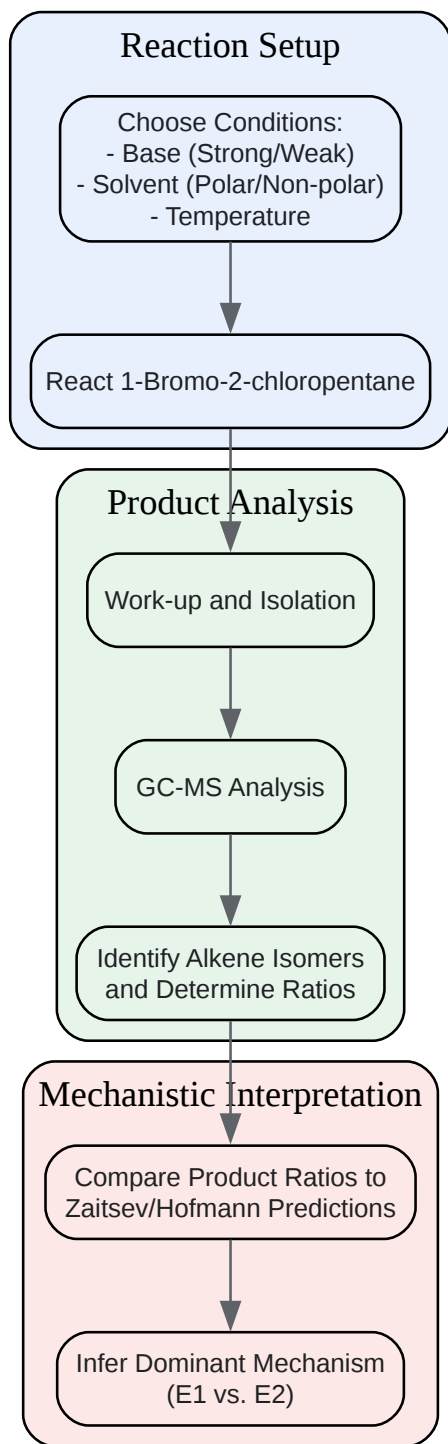 Reaction Setup
Choose Conditions:
- Base (Strong/Weak)
- Solvent (Polar/Non-polar)
- Temperature
React 1-Bromo-2-chloropentane
Product Analysis
Work-up and Isolation
GC-MS Analysis
Identify Alkene Isomers
and Determine Ratios
Mechanistic Interpretation
Compare Product Ratios to
Zaitsev/Hofmann Predictions
Infer Dominant Mechanism
(E1 vs. E2)